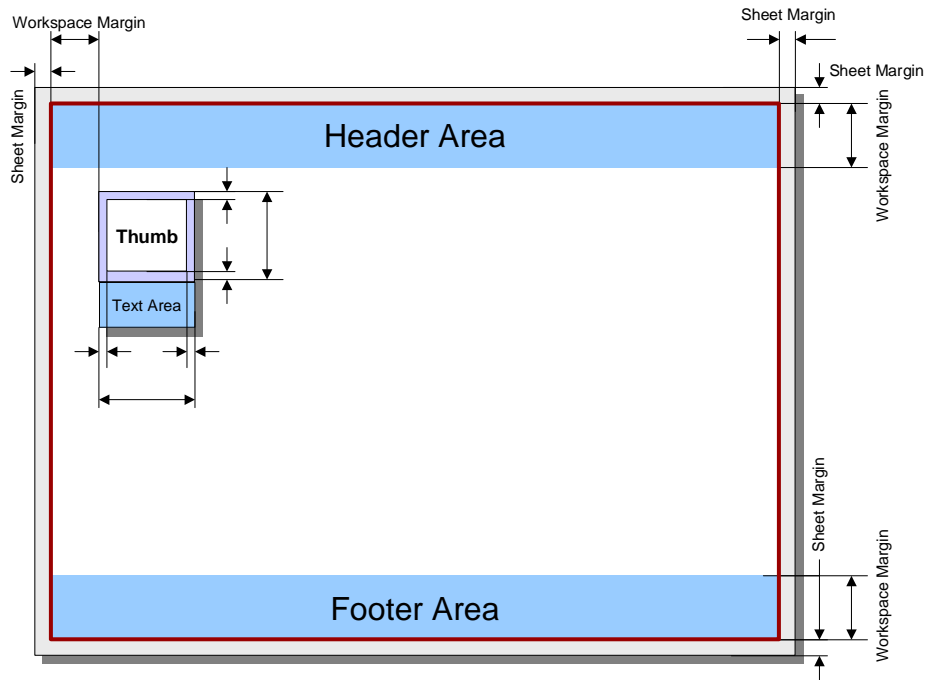 Workspace Margin
Sheet Margin
Sheet Margin
Sheet Margin
Workspace Margin
Header Area
Thumb
Text Area
Sheet Margin
Workspace Margin
Footer Area